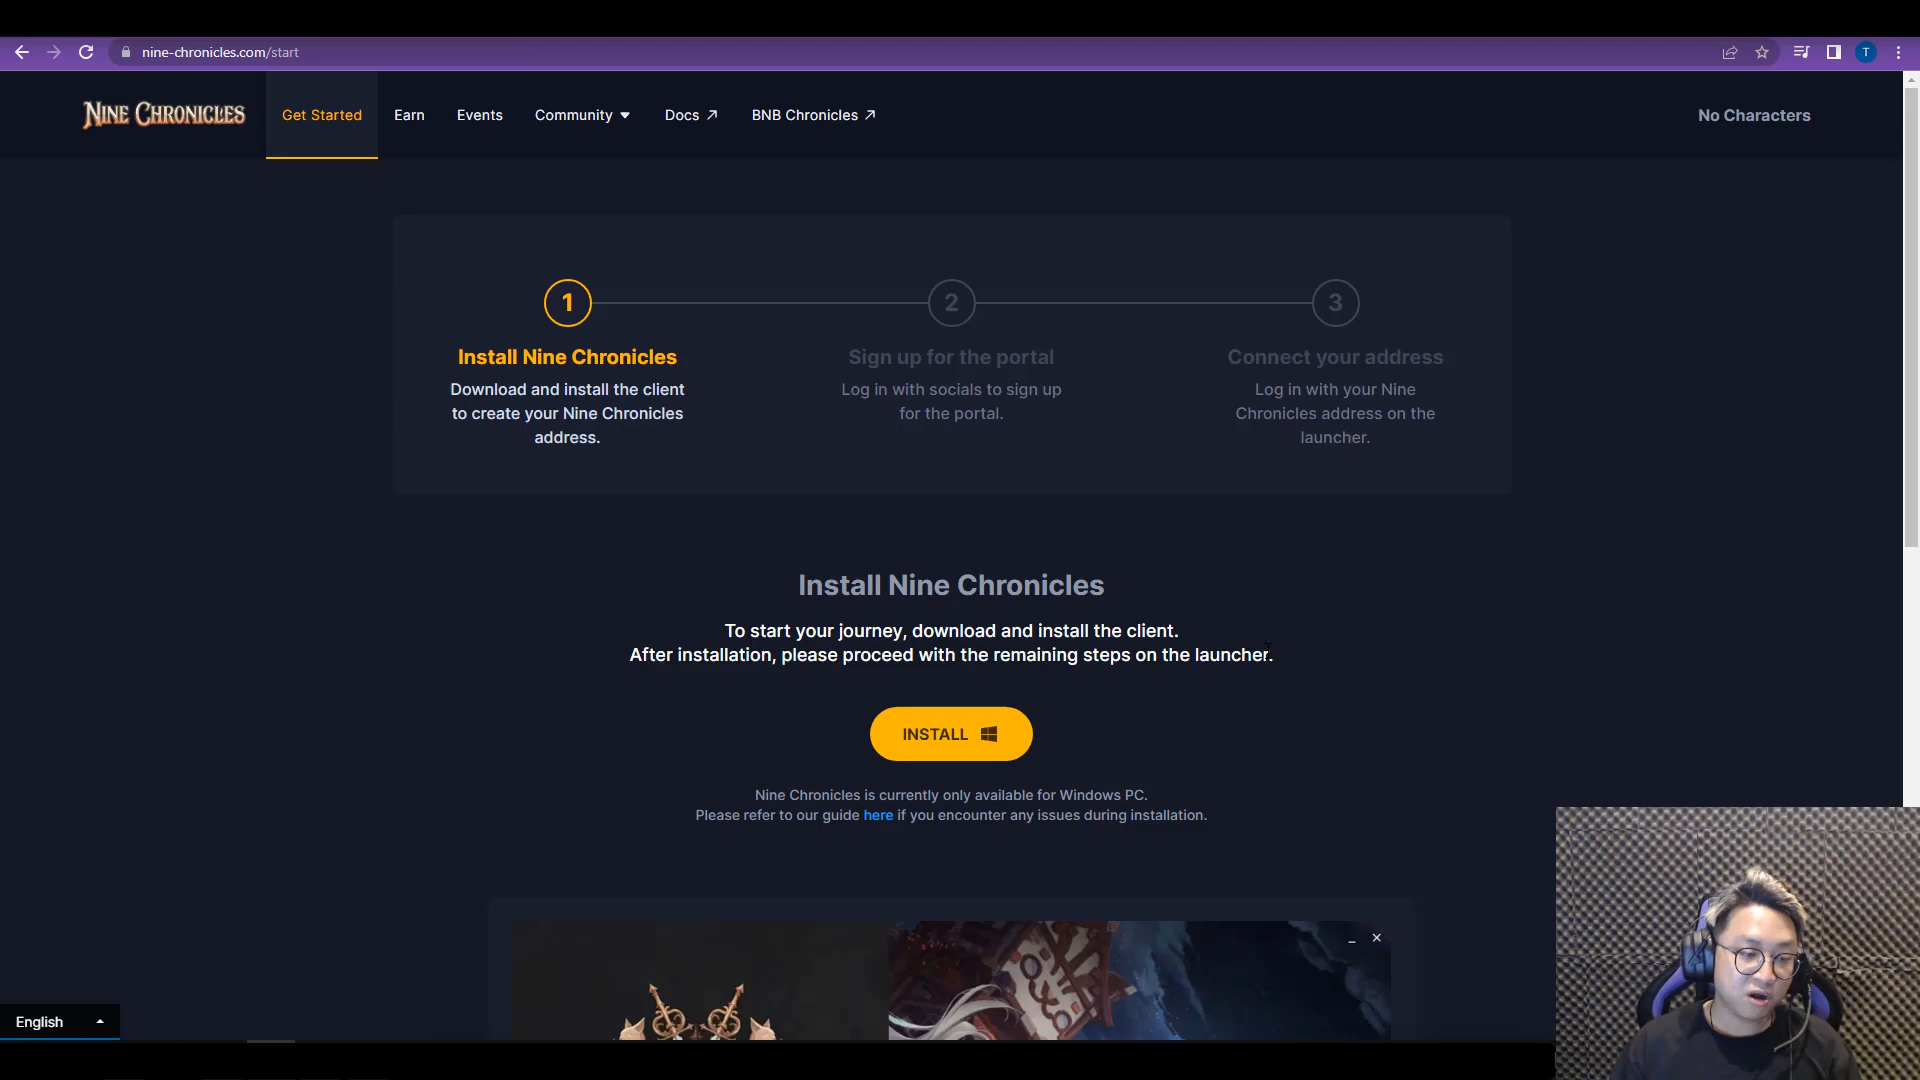 nine-chronicles.com/start
T
NINE CHRONICLES
Get Started
Earn
Events
Community
Docs
BNB Chronicles
No Characters
1
2
3
Install Nine Chronicles
Download and install the client
to create your Nine Chronicles
address.
Sign up for the portal
Log in with socials to sign up
for the portal.
Connect your address
Log in with your Nine
Chronicles address on the
launcher.
Install Nine Chronicles
To start your journey, download and install the client.
After installation, please proceed with the remaining steps on the launcher.
INSTALL
Nine Chronicles is currently only available for Windows PC.
Please refer to our guide here if you encounter any issues during installation.
English